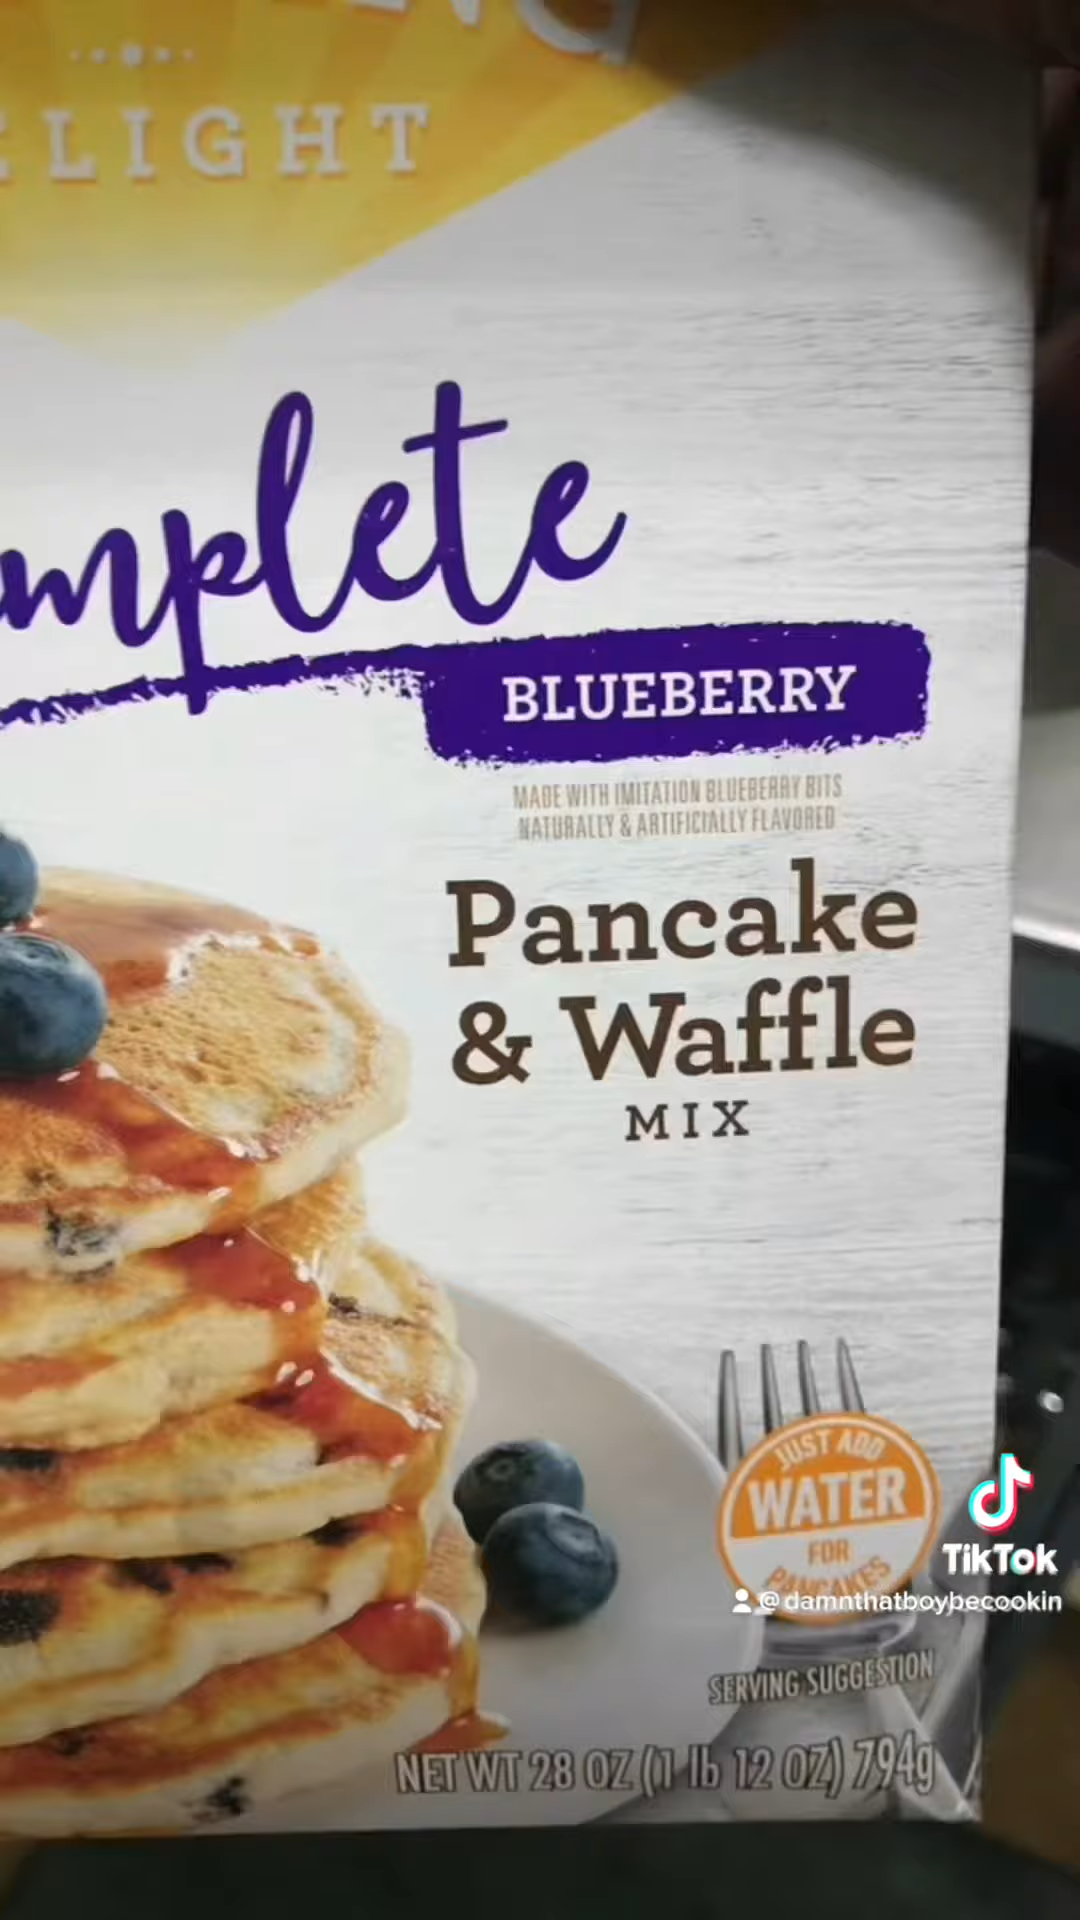 NG
ELIGHT
mplete
BLUEBERRY
MADE WITH IMITATION BLUEBERRY BITS
NATURALLY & ARTIFICIALLY FLAVORED
Pancake
& Waffle
MIX
JUST ADD
WATER
FOR
PANCAKES
TikTok
@damnthatboybecookin
SERVING SUGGESTION
NET WT 28 OZ (1 lb 12 OZ) 794g